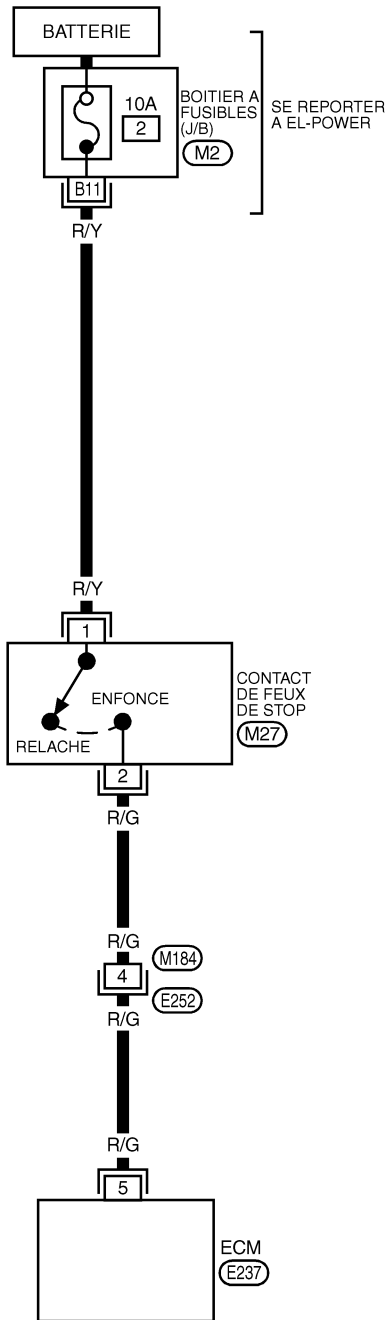 BATTERIE
10A
2
BOITIER A
FUSIBLES
(J/B)
M2
SE REPORTER
A EL-POWER
B11
R/Y
R/Y
1
ENFONCE
RELACHE
CONTACT
DE FEUX
DE STOP
M27
2
R/G
R/G
M184
4
E252
R/G
R/G
5
ECM
E237